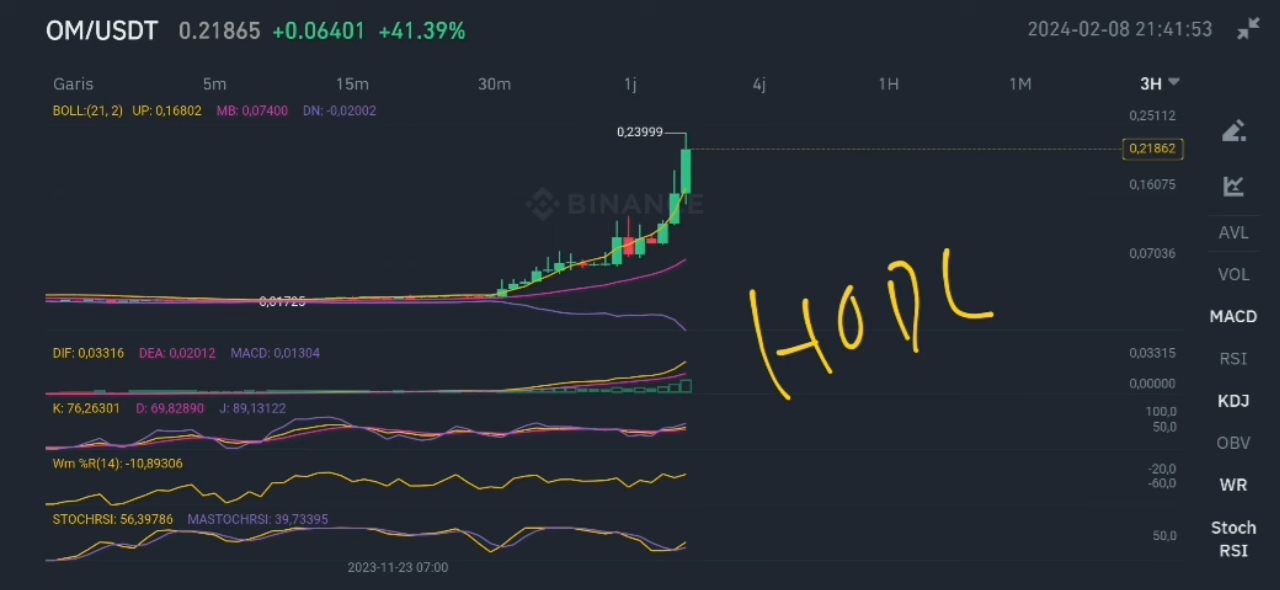 OM/USDT 0.21865 +0.06401 +41.39% 2024-02-08 21:41:53
Garis 5m 15m 30m 1j 4j 1H 1M 3H
BOLL:(21, 2) UP: 0,16802 MB: 0,07400 DN: -0,02002
0,25112
0,23999
0,21862
0,16075
BINANCE
AVL
0,07036
HODL
VOL
0,01725
MACD
DIF: 0,03316 DEA: 0,02012 MACD: 0,01304
0,03315
RSI
0,00000
KDJ
K: 76,26301 D: 69,82890 J: 89,13122
100,0
50,0
OBV
Wm %R(14): -10,89306
-20,0
-60,0
WR
STOCHRSI: 56,39786 MASTOCHRSI: 39,73395
Stoch
RSI
50,0
2023-11-23 07:00